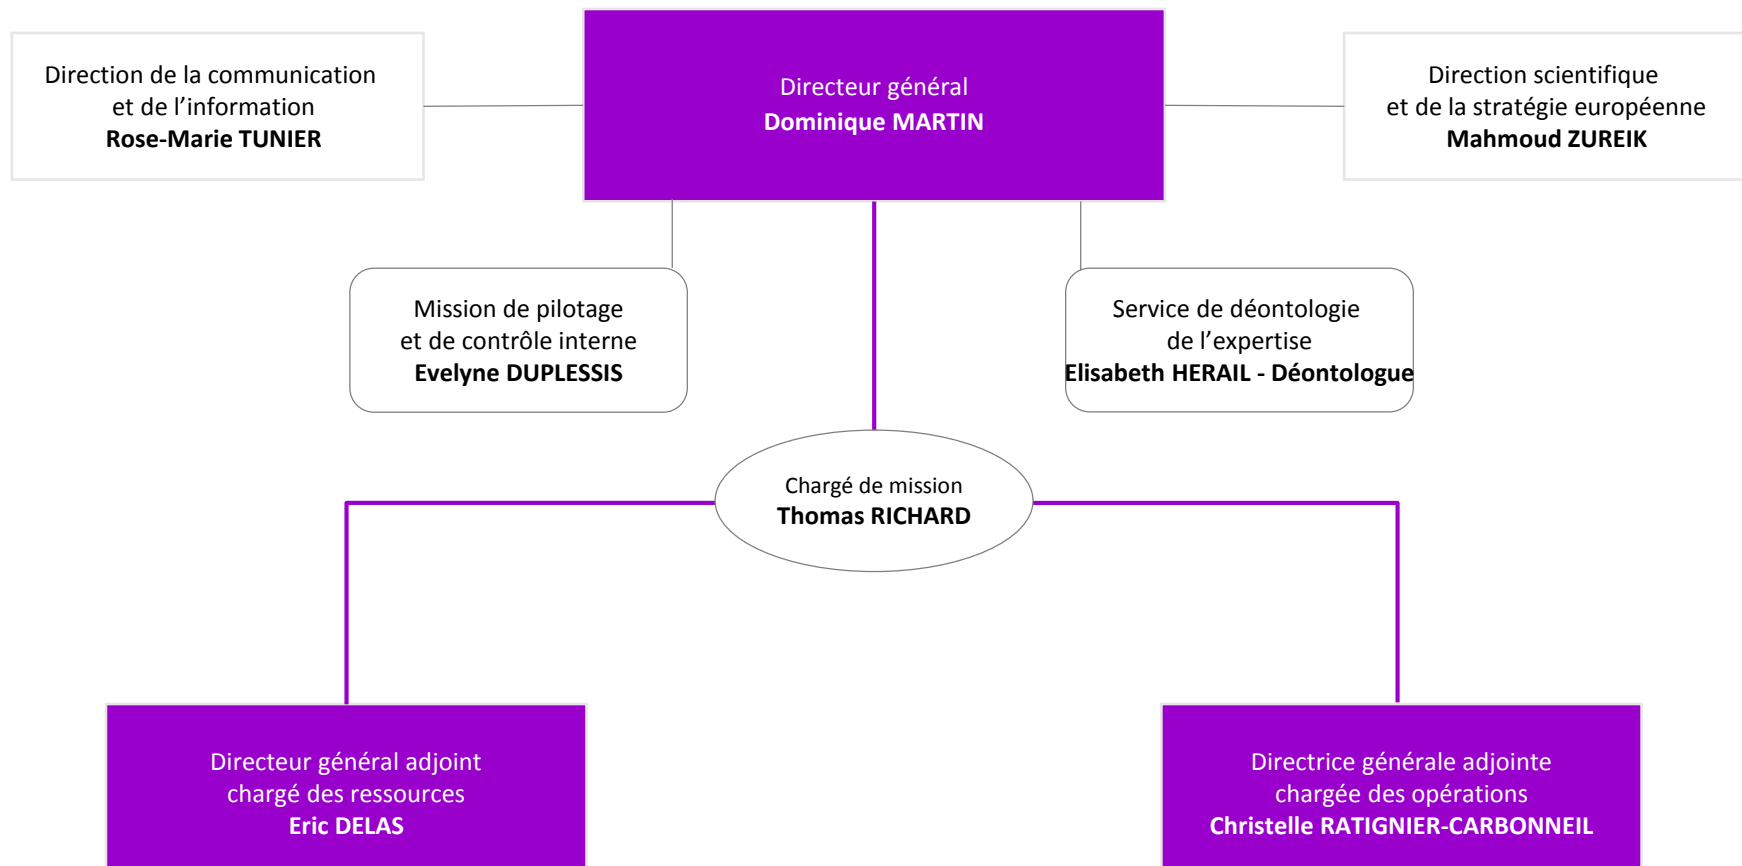 Direction de la communication
et de l’information
Rose-Marie TUNIER
Directeur général
Dominique MARTIN
Direction scientifique
et de la stratégie européenne
Mahmoud ZUREIK
Mission de pilotage
et de contrôle interne
Evelyne DUPLESSIS
Service de déontologie
de l’expertise
Elisabeth HERAIL - Déontologue
Chargé de mission
Thomas RICHARD
Directeur général adjoint
chargé des ressources
Eric DELAS
Directrice générale adjointe
chargée des opérations
Christelle RATIGNIER-CARBONNEIL